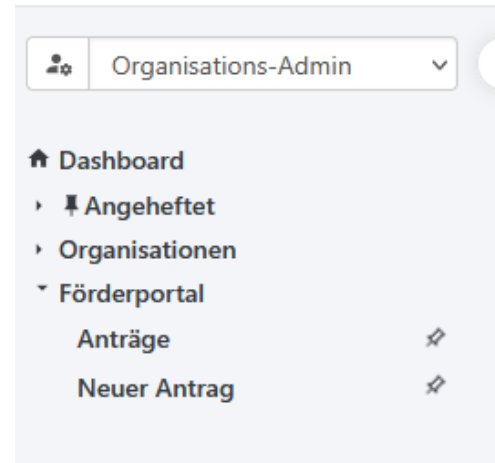 Organisations-Admin
Dashboard
Angeheftet
Organisationen
Förderportal
Anträge
Neuer Antrag